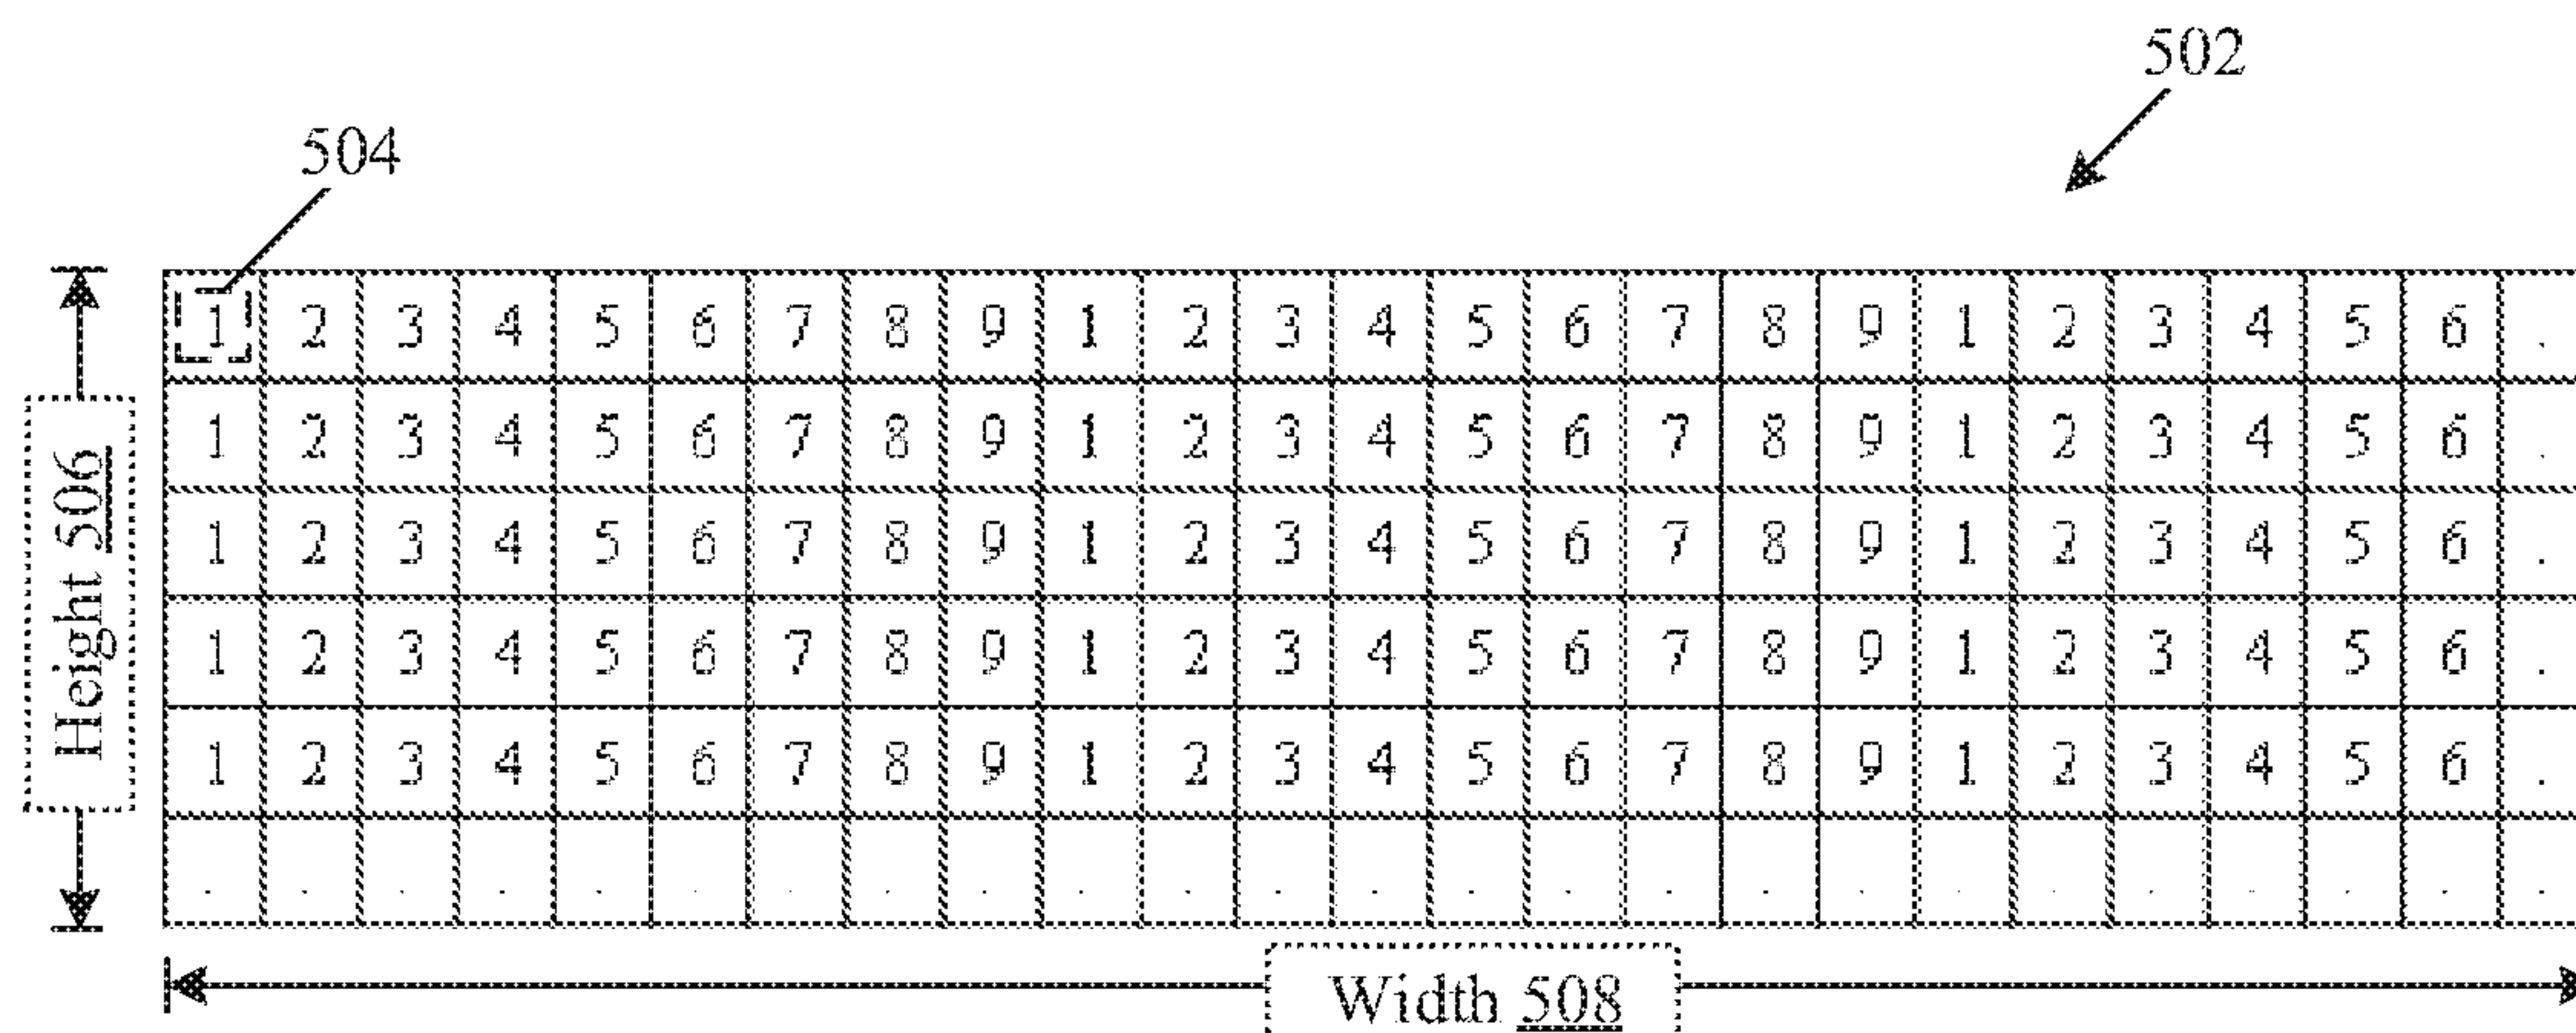 502
504
1 2 3 4 5 6 7 8 9 1 2 3 4 5 6 7 8 9 1 2 3 4 5 6 .
1 2 3 4 5 6 7 8 9 1 2 3 4 5 6 7 8 9 1 2 3 4 5 6 .
1 2 3 4 5 6 7 8 9 1 2 3 4 5 6 7 8 9 1 2 3 4 5 6 .
1 2 3 4 5 6 7 8 9 1 2 3 4 5 6 7 8 9 1 2 3 4 5 6 .
1 2 3 4 5 6 7 8 9 1 2 3 4 5 6 7 8 9 1 2 3 4 5 6 .
. . . . . . . . . . . . . . . . . . . . . . . . .
Height 506
Width 508